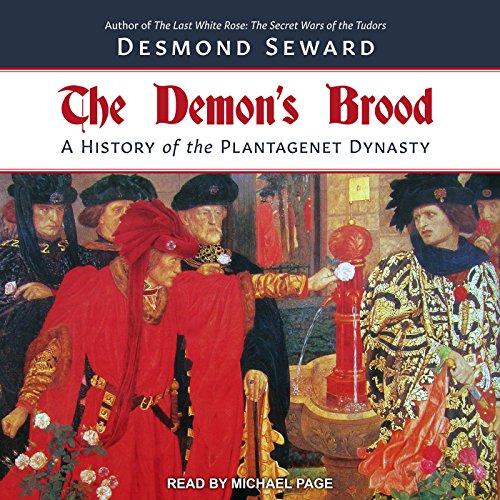 Author of The Last White Rose: The Secret Wars of the Tudors
DESMOND SEWARD
The Demon's Brood
A HISTORY of the PLANTAGENET DYNASTY
READ BY MICHAEL PAGE